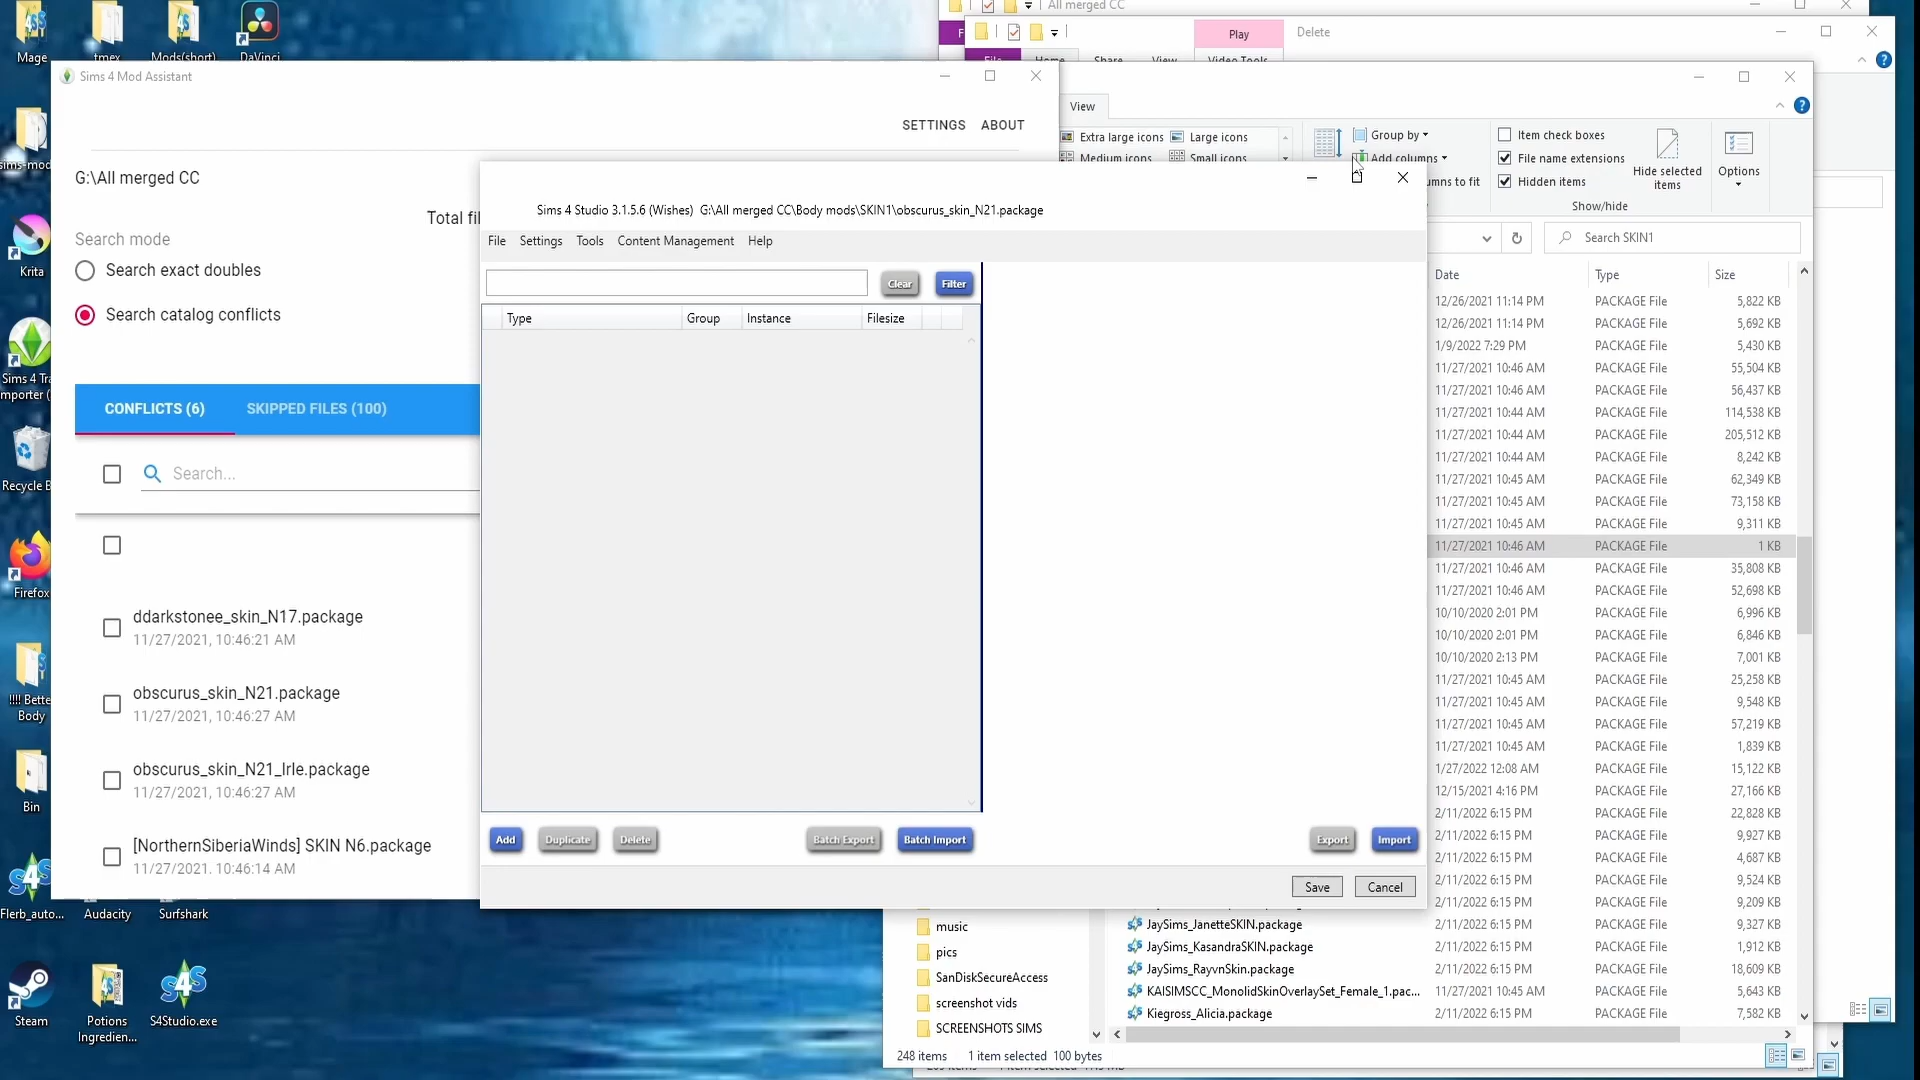 Mage
tmex
Mods(short)
DaVinci
sims-mod
Krita
Sims 4 Tra
mporter (
Recycle B
Firefox
!!!! Bette
Body
Bin
Flerb_auto...
Audacity
Surfshark
Steam
Potions
Ingredien...
S4Studio.exe
Sims 4 Mod Assistant
SETTINGS ABOUT
G:\All merged CC
Total fil
Search mode
Search exact doubles
Search catalog conflicts
CONFLICTS (6) SKIPPED FILES (100)
Search...
ddarkstonee_skin_N17.package
11/27/2021, 10:46:21 AM
obscurus_skin_N21.package
11/27/2021, 10:46:27 AM
obscurus_skin_N21_Irle.package
11/27/2021, 10:46:27 AM
[NorthernSiberiaWinds] SKIN N6.package
11/27/2021. 10:46:14 AM
Sims 4 Studio 3.1.5.6 (Wishes) G:\All merged CC\Body mods\SKIN1\obscurus_skin_N21.package
File Settings Tools Content Management Help
Clear Filter
Type Group Instance Filesize
Add Duplicate Delete Batch Export Batch Import Export Import
Save Cancel
All merged CC
Play Delete
File Home Share View Video Tools
View
Extra large icons Large icons
Medium icons Small icons
Group by
Add columns
mns to fit
Item check boxes
File name extensions
Hidden items
Hide selected
items
Options
Show/hide
Search SKIN1
Date Type Size
12/26/2021 11:14 PM PACKAGE File 5,822 KB
12/26/2021 11:14 PM PACKAGE File 5,692 KB
1/9/2022 7:29 PM PACKAGE File 5,430 KB
11/27/2021 10:46 AM PACKAGE File 55,504 KB
11/27/2021 10:46 AM PACKAGE File 56,437 KB
11/27/2021 10:44 AM PACKAGE File 114,538 KB
11/27/2021 10:44 AM PACKAGE File 205,512 KB
11/27/2021 10:44 AM PACKAGE File 8,242 KB
11/27/2021 10:45 AM PACKAGE File 62,349 KB
11/27/2021 10:45 AM PACKAGE File 73,158 KB
11/27/2021 10:45 AM PACKAGE File 9,311 KB
11/27/2021 10:46 AM PACKAGE File 1 KB
11/27/2021 10:46 AM PACKAGE File 35,808 KB
11/27/2021 10:46 AM PACKAGE File 52,698 KB
10/10/2020 2:01 PM PACKAGE File 6,996 KB
10/10/2020 2:01 PM PACKAGE File 6,846 KB
10/10/2020 2:13 PM PACKAGE File 7,001 KB
11/27/2021 10:45 AM PACKAGE File 25,258 KB
11/27/2021 10:45 AM PACKAGE File 9,548 KB
11/27/2021 10:45 AM PACKAGE File 57,219 KB
11/27/2021 10:45 AM PACKAGE File 1,839 KB
1/27/2022 12:08 AM PACKAGE File 15,122 KB
12/15/2021 4:16 PM PACKAGE File 27,166 KB
2/11/2022 6:15 PM PACKAGE File 22,828 KB
2/11/2022 6:15 PM PACKAGE File 9,927 KB
2/11/2022 6:15 PM PACKAGE File 4,687 KB
2/11/2022 6:15 PM PACKAGE File 9,524 KB
2/11/2022 6:15 PM PACKAGE File 9,209 KB
JaySims_JanetteSKIN.package 2/11/2022 6:15 PM PACKAGE File 9,327 KB
JaySims_KasandraSKIN.package 2/11/2022 6:15 PM PACKAGE File 1,912 KB
JaySims_RayvnSkin.package 2/11/2022 6:15 PM PACKAGE File 18,609 KB
KAISIMSCC_MonolidSkinOverlaySet_Female_1.pac... 11/27/2021 10:45 AM PACKAGE File 5,643 KB
Kiegross_Alicia.package 2/11/2022 6:15 PM PACKAGE File 7,582 KB
music
pics
SanDiskSecureAccess
screenshot vids
SCREENSHOTS SIMS
248 items 1 item selected 100 bytes